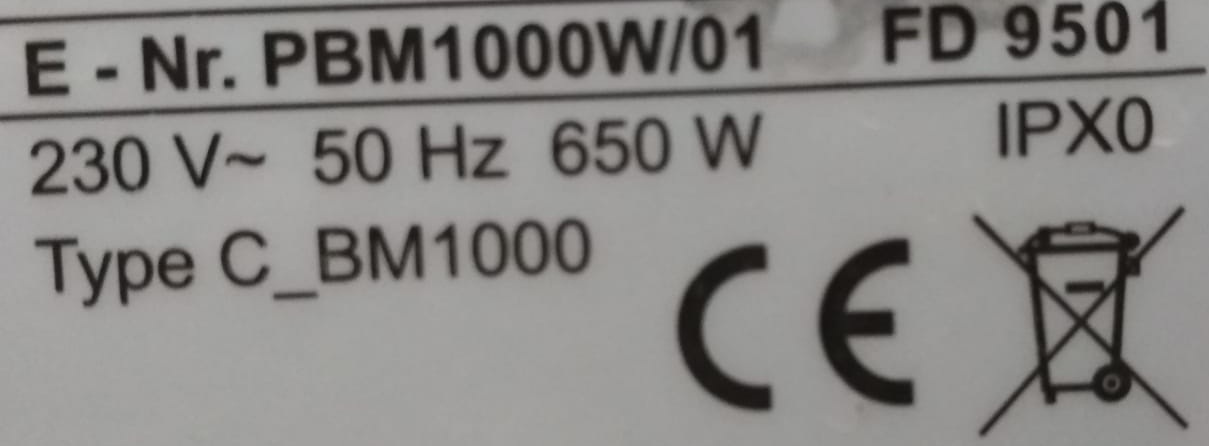 E - Nr. PBM1000W/01 FD 9501
230 V~ 50 Hz 650 W IPX0
Type C_BM1000
CE